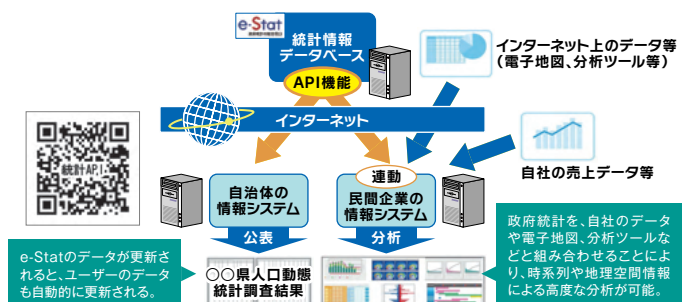 e-Stat
統計情報
データベース
API機能
インターネット上のデータ等
（電子地図、分析ツール等）
インターネット
統計API
自社の売上データ等
自治体の
情報システム
連動
民間企業の
情報システム
公表
分析
e-Statのデータが更新さ
れると、ユーザーのデータ
も自動的に更新される。
〇〇県人口動態
統計調査結果
政府統計を、自社のデータ
や電子地図、分析ツールな
どと組み合わせることによ
り、時系列や地理空間情報
による高度な分析が可能。